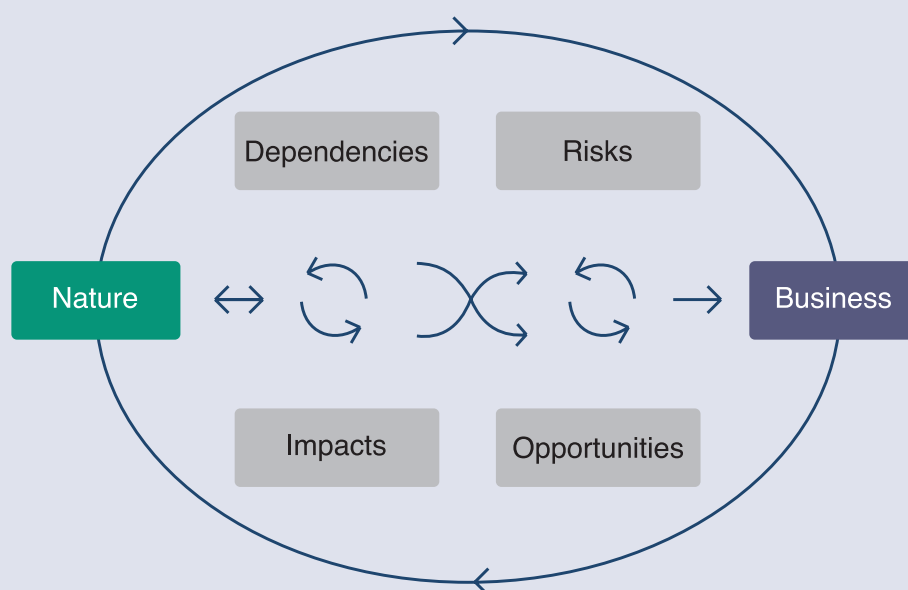 Dependencies
Risks
Nature
Business
Impacts
Opportunities